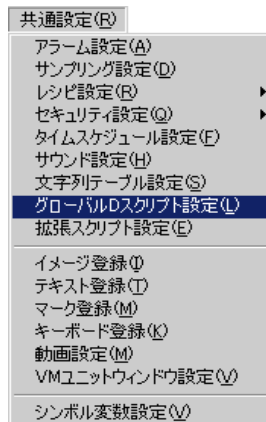 共通設定(R)
アラーム設定(A)
サンプリング設定(D)
レシピ設定(R)
セキュリティ設定(Q)
タイムスケジュール設定(F)
サウンド設定(H)
文字列テーブル設定(S)
グローバルDスクリプト設定(L)
拡張スクリプト設定(E)
イメージ登録(I)
テキスト登録(T)
マーク登録(M)
キーボード登録(K)
動画設定(M)
VMユニットウィンドウ設定(V)
シンボル変数設定(V)